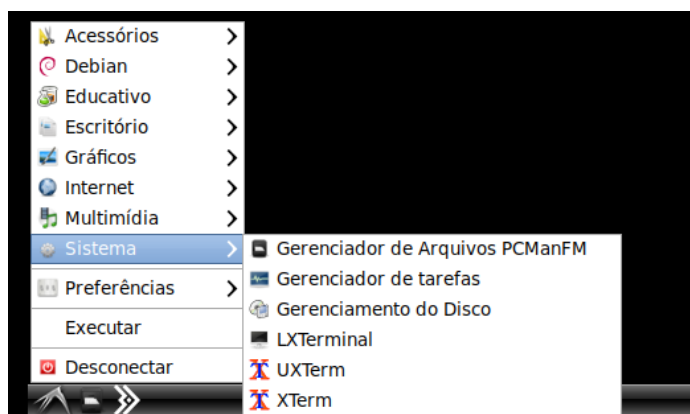 Acessórios
Debian
Educativo
Escritório
Gráficos
Internet
Multimídia
Sistema
Preferências
Executar
Desconectar
Gerenciador de Arquivos PCManFM
Gerenciador de tarefas
Gerenciamento do Disco
LXTerminal
UXTerm
XTerm